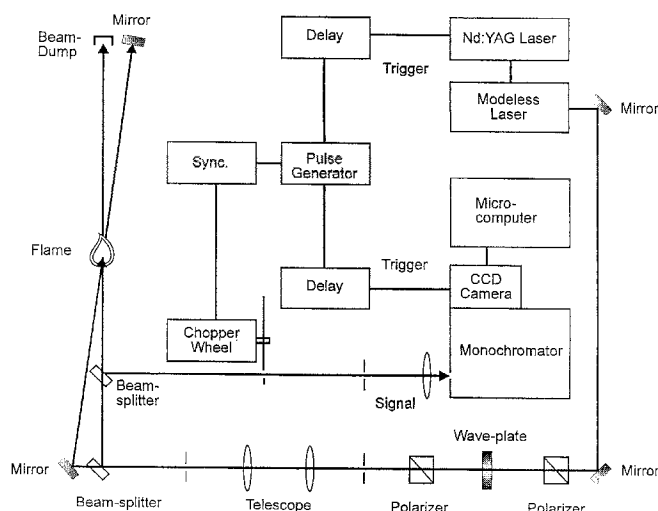 Beam-
Dump
Mirror
Delay
Nd:YAG Laser
Trigger
Modeless
Laser
Mirror
Sync.
Pulse
Generator
Micro-
computer
Flame
Delay
Trigger
CCD
Camera
Chopper
Wheel
Monochromator
Beam-
splitter
Signal
Wave-plate
Mirror
Beam-splitter
Telescope
Polarizer
Polarizer
Mirror